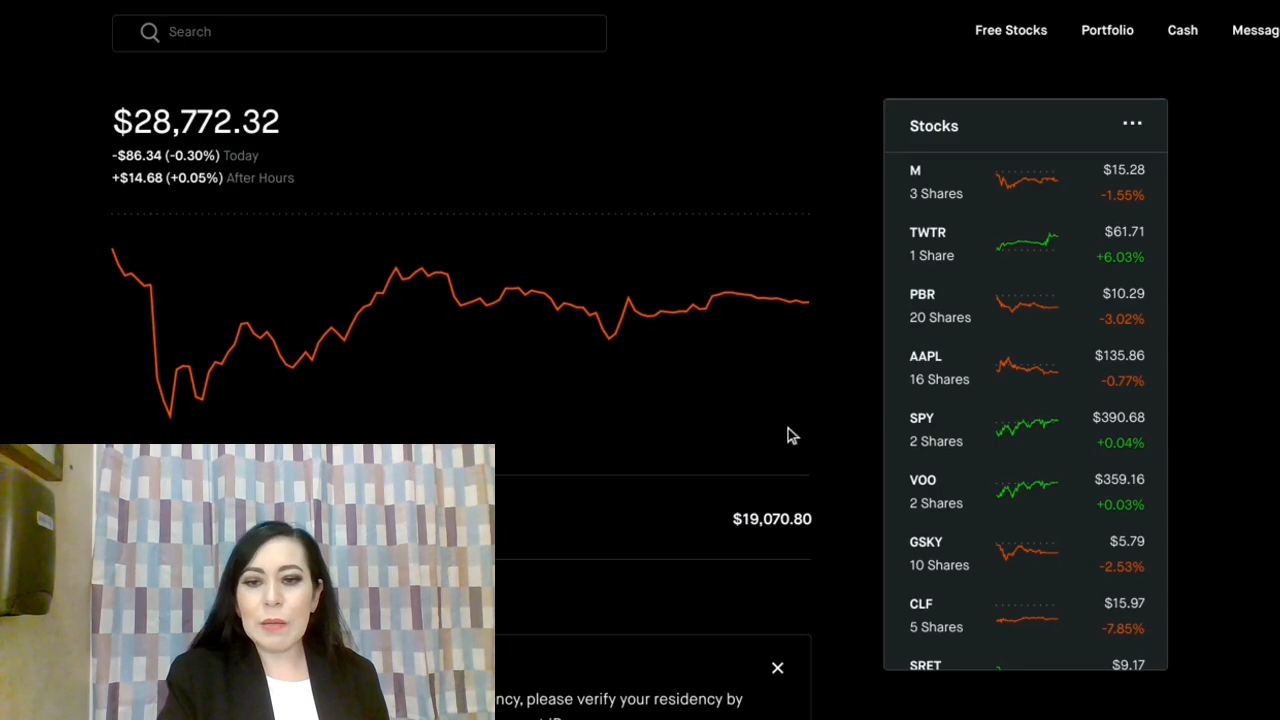 Search
Free Stocks
Portfolio
Cash
Messag
$28,772.32
-$86.34 (-0.30%) Today
+$14.68 (+0.05%) After Hours
Stocks
M
$15.28
3 Shares
-1.55%
TWTR
$61.71
1 Share
+6.03%
PBR
$10.29
20 Shares
-3.02%
AAPL
$135.86
16 Shares
-0.77%
SPY
$390.68
2 Shares
+0.04%
VOO
$359.16
2 Shares
+0.03%
GSKY
$5.79
10 Shares
-2.53%
CLF
$15.97
5 Shares
-7.85%
SRET
$9.17
$19,070.80
ncy, please verify your residency by